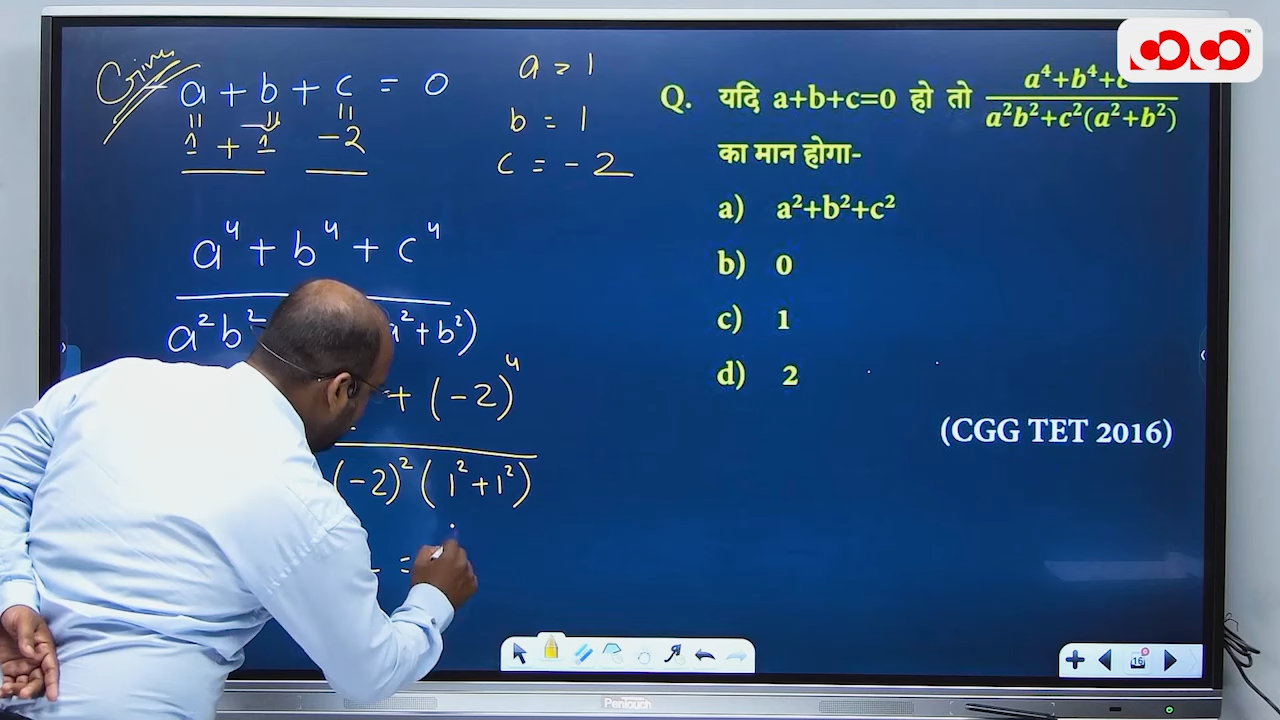 Given a + b + c = 0
1 + 1 -2
a = 1
b = 1
c = -2
a⁴ + b⁴ + c⁴
a²b² a² + b²)
+ (-2)⁴
(-2)² (1² + 1²)
=
Q. यदि a+b+c=0 हो तो a⁴+b⁴+c
a²b²+c²(a²+b²)
का मान होगा-
a) a²+b²+c²
b) 0
c) 1
d) 2
(CGG TET 2016)
16
PenTouch